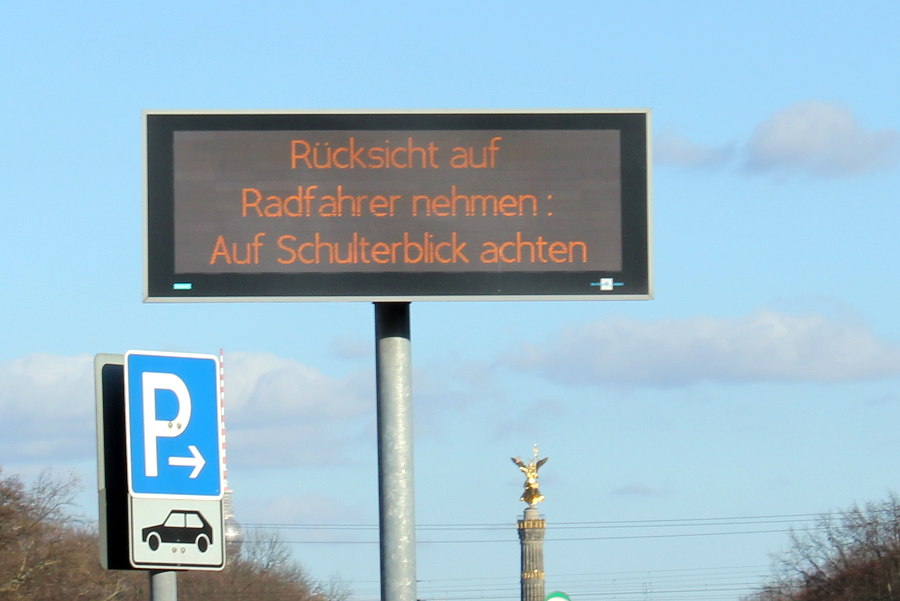 Rücksicht auf
Radfahrer nehmen :
Auf Schulterblick achten
P